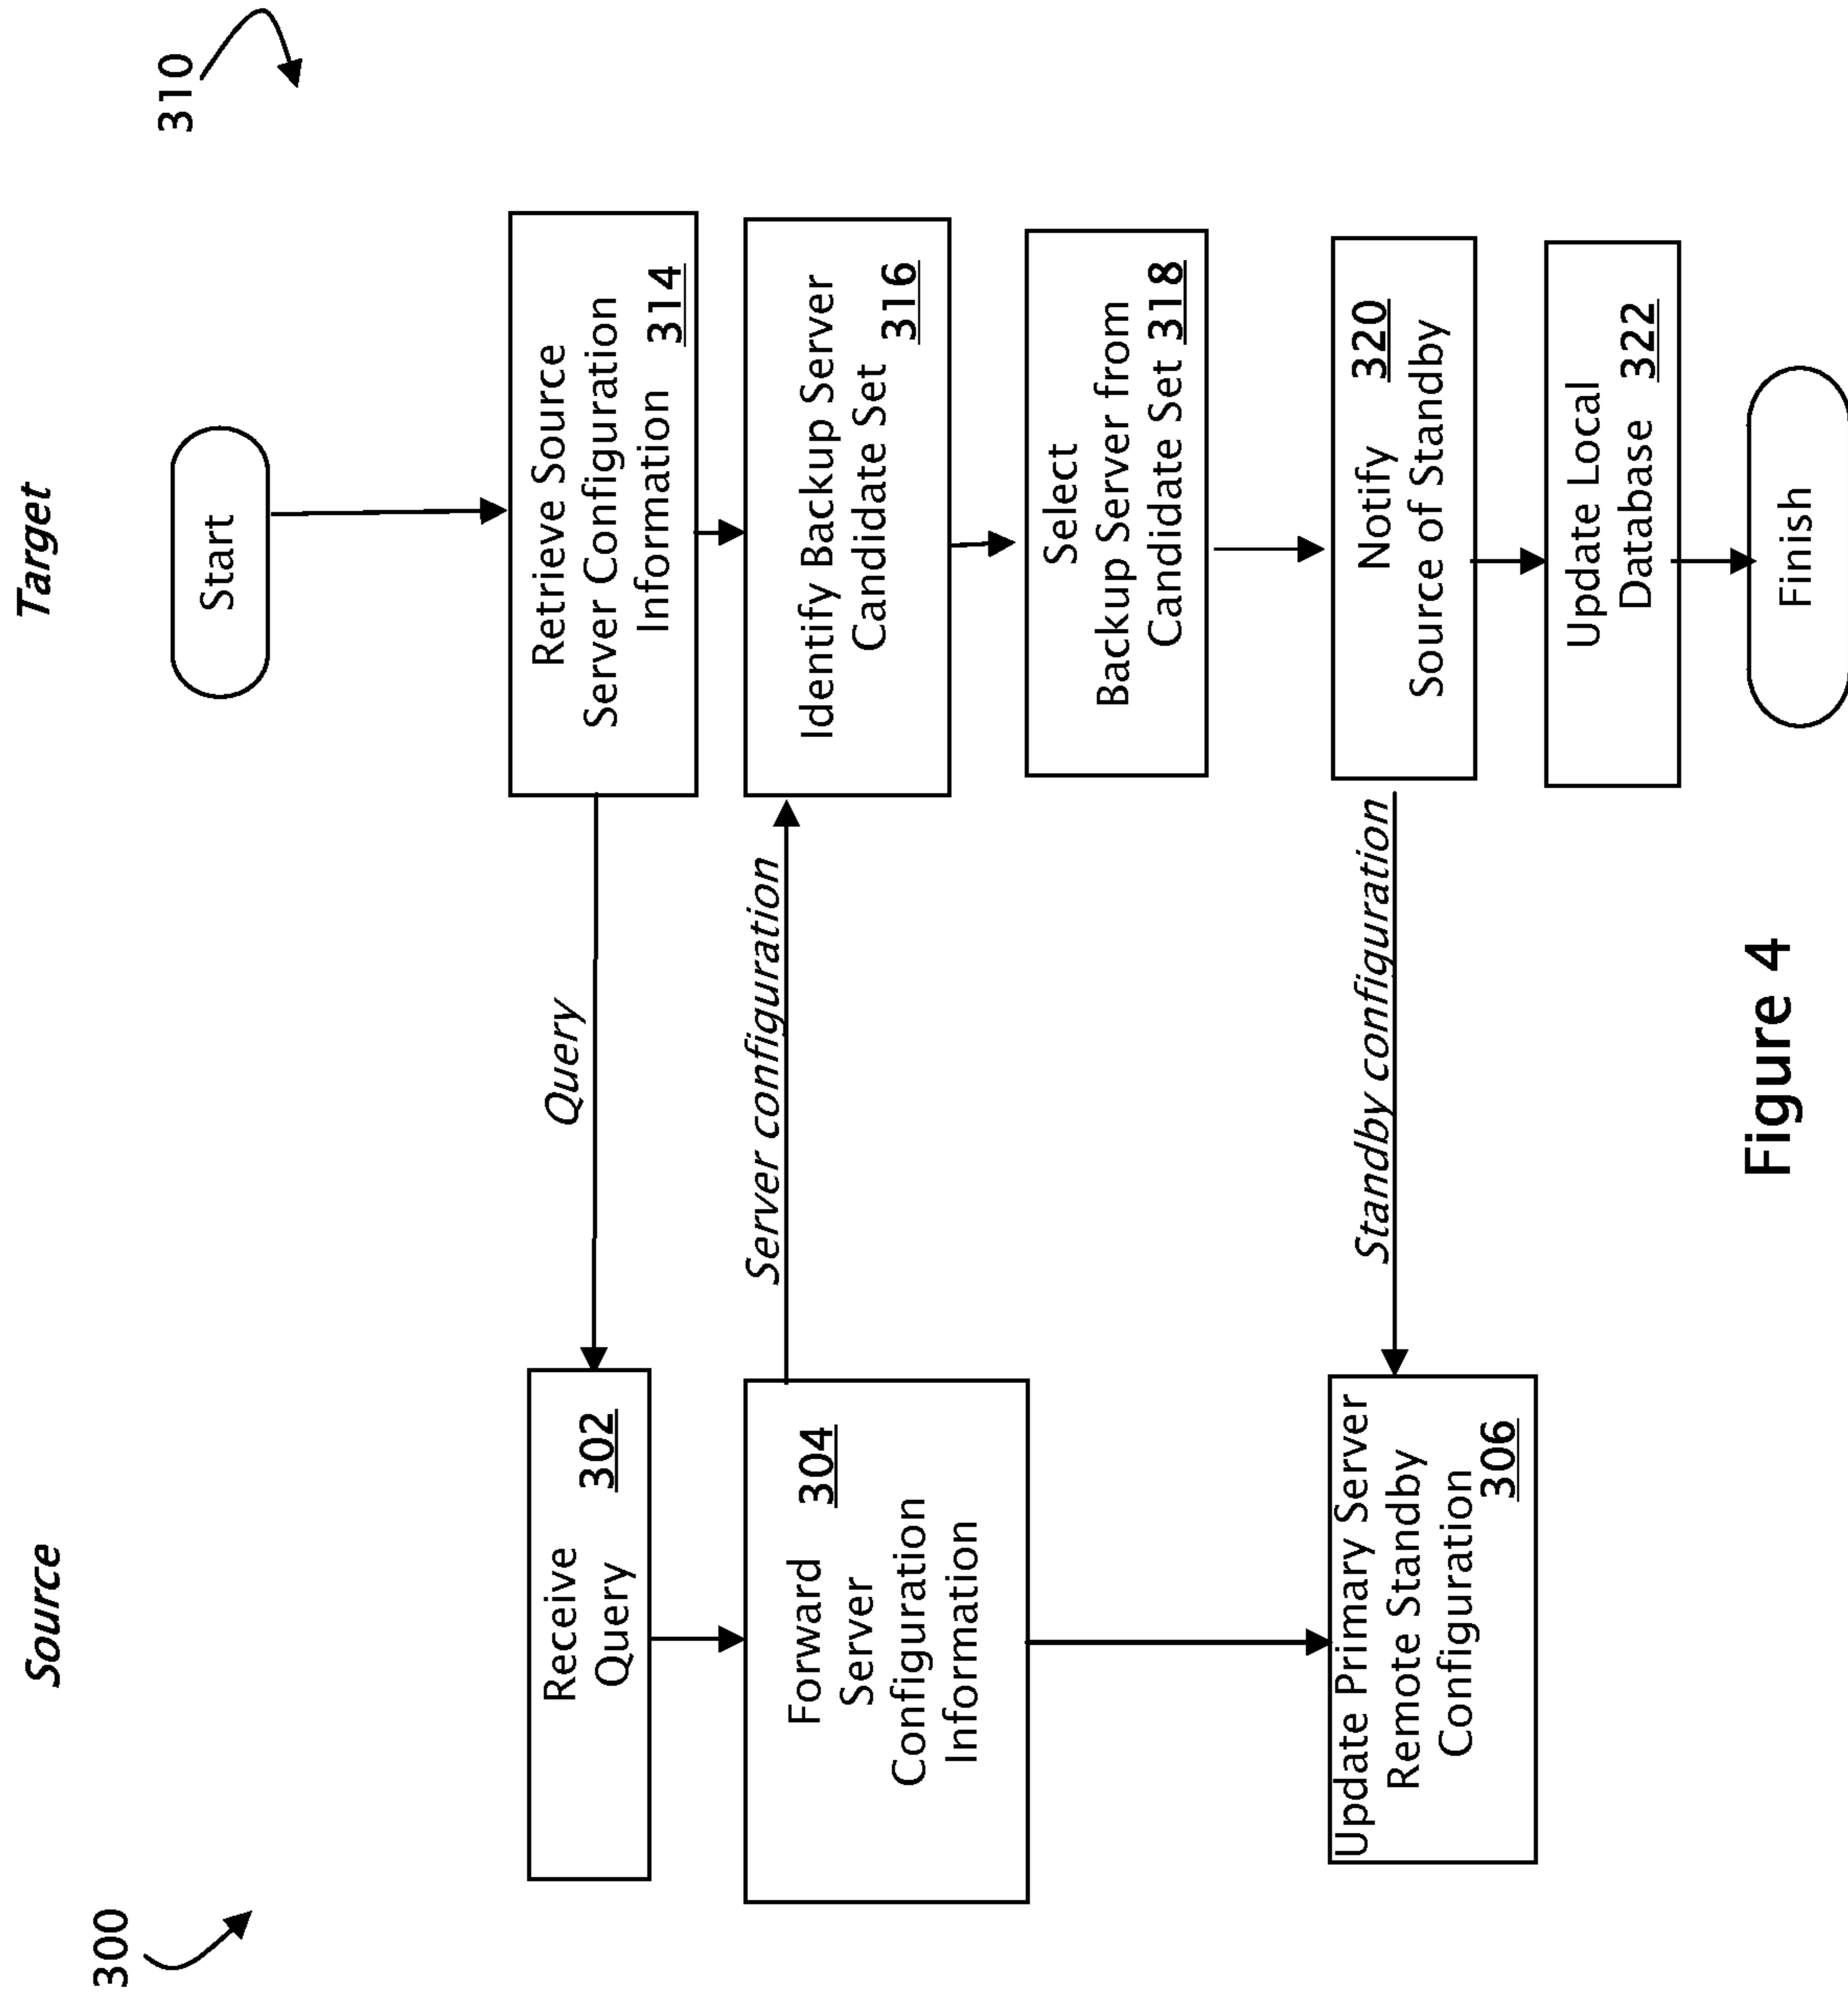 Source
Target
300
310
Start
Retrieve Source
Server Configuration
Information 314
Query
Receive
302
Query
Identify Backup Server
Candidate Set 316
Server configuration
Forward 304
Server
Configuration
Information
Select
Backup Server from
Candidate Set 318
Notify 320
Source of Standby
Standby configuration
Update Primary Server
Remote Standby
Configuration
306
Update Local
Database 322
Finish
Figure 4